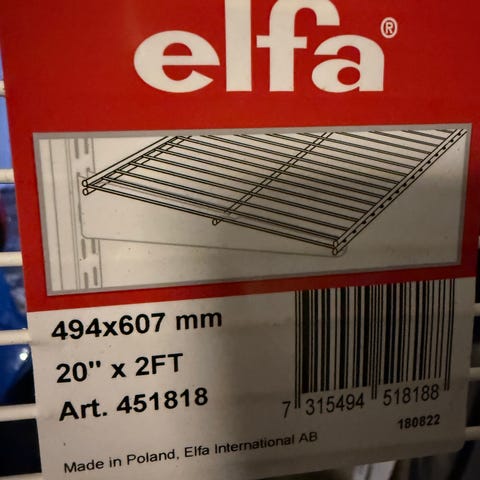 elfa®
494x607 mm
20" x 2FT
Art. 451818
7 315494 518188
180822
Made in Poland, Elfa International AB